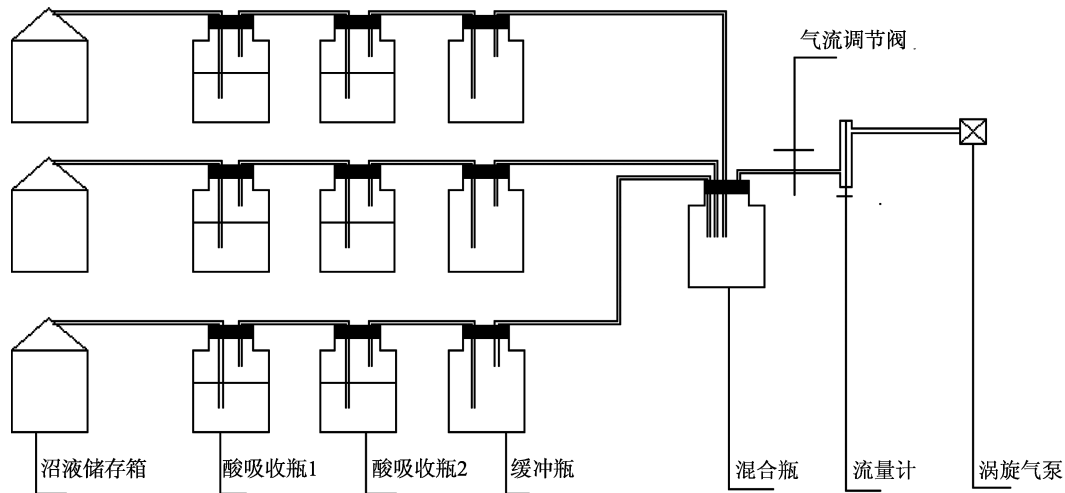 气流调节阀
沼液储存箱
酸吸收瓶1
酸吸收瓶2
缓冲瓶
混合瓶
流量计
涡旋气泵